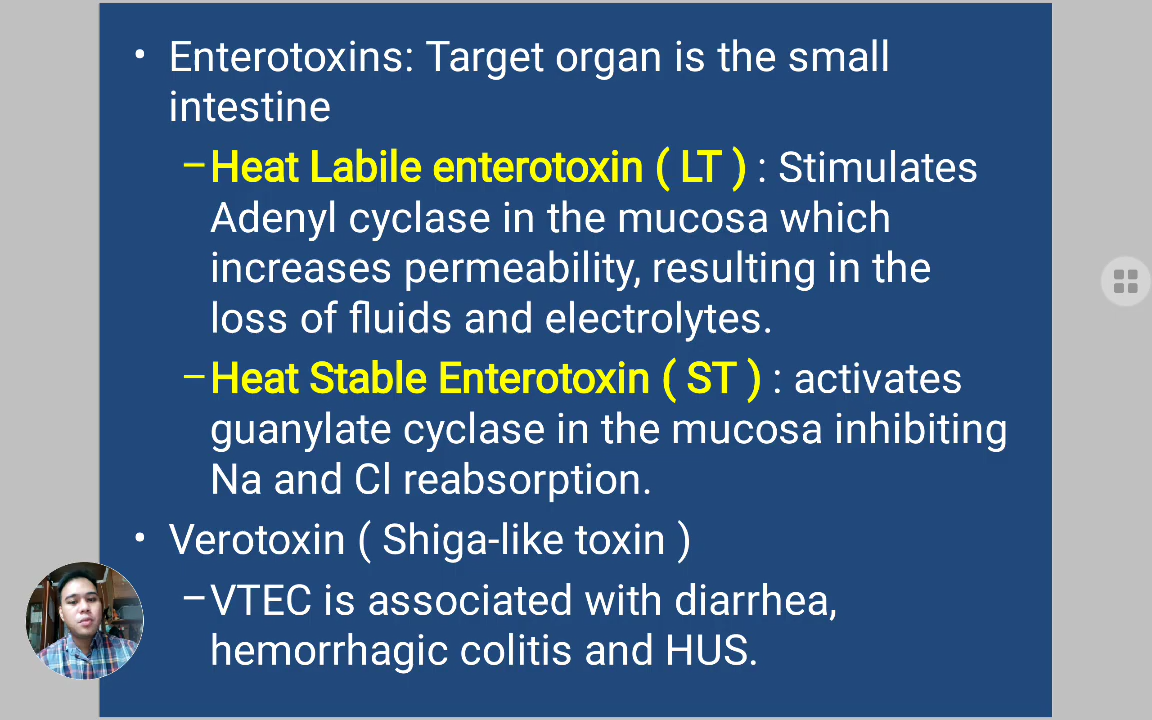 • Enterotoxins: Target organ is the small
intestine
–Heat Labile enterotoxin ( LT ) : Stimulates
Adenyl cyclase in the mucosa which
increases permeability, resulting in the
loss of fluids and electrolytes.
–Heat Stable Enterotoxin ( ST ) : activates
guanylate cyclase in the mucosa inhibiting
Na and Cl reabsorption.
• Verotoxin ( Shiga-like toxin )
–VTEC is associated with diarrhea,
hemorrhagic colitis and HUS.